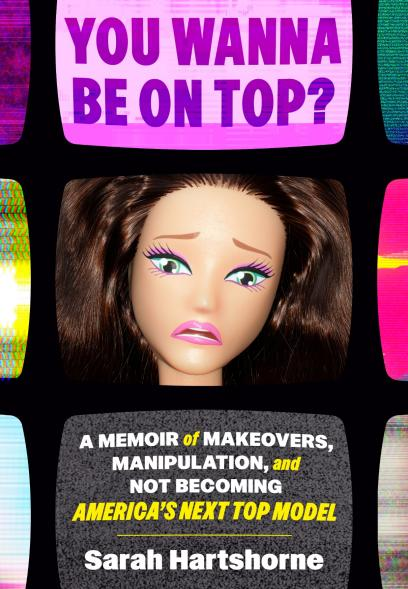 YOU WANNA
BE ON TOP?
A MEMOIR of MAKEOVERS,
MANIPULATION, and
NOT BECOMING
AMERICA'S NEXT TOP MODEL
Sarah Hartshorne